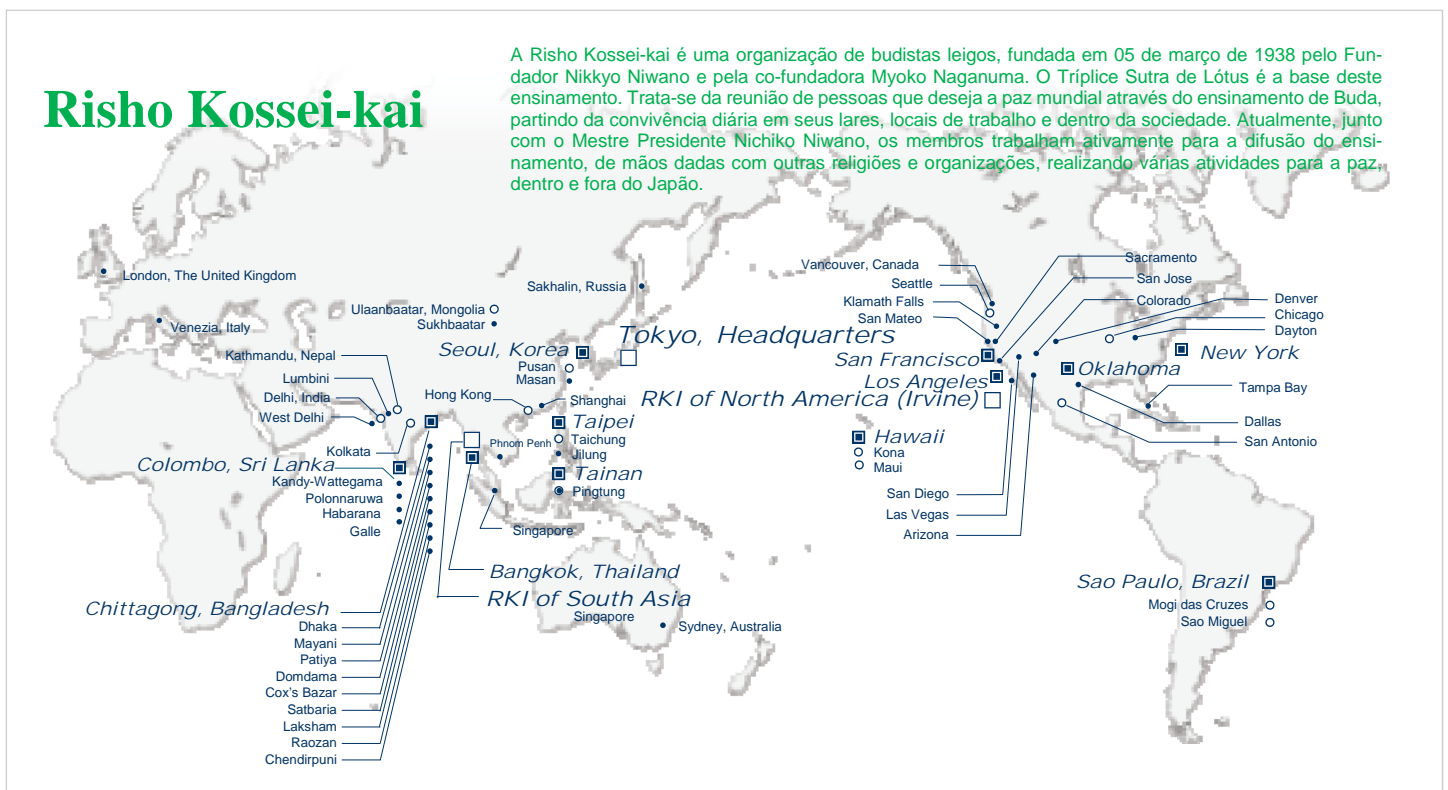 Risho Kossei-kai
A Risho Kossei-kai é uma organização de budistas leigos, fundada em 05 de março de 1938 pelo Fun-
dador Nikkyo Niwano e pela co-fundadora Myoko Naganuma. O Tríplice Sutra de Lótus é a base deste
ensinamento. Trata-se da reunião de pessoas que deseja a paz mundial através do ensinamento de Buda,
partindo da convivência diária em seus lares, locais de trabalho e dentro da sociedade. Atualmente, junto
com o Mestre Presidente Nichiko Niwano, os membros trabalham ativamente para a difusão do ensi-
namento, de mãos dadas com outras religiões e organizações, realizando várias atividades para a paz,
dentro e fora do Japão.
London, The United Kingdom
Venezia, Italy
Ulaanbaatar, Mongolia
Sukhbaatar
Sakhalin, Russia
Tokyo, Headquarters
Seoul, Korea
Pusan
Masan
Kathmandu, Nepal
Lumbini
Delhi, India
West Delhi
Kolkata
Hong Kong
Shanghai
Taipei
Taichung
Jilung
Tainan
Pingtung
Phnom Penh
Colombo, Sri Lanka
Kandy-Wattegama
Polonnaruwa
Habarana
Galle
Singapore
Bangkok, Thailand
RKI of South Asia
Singapore
Sydney, Australia
Chittagong, Bangladesh
Dhaka
Mayani
Patiya
Domdama
Cox's Bazar
Satbaria
Laksham
Raozan
Chendirpuni
Vancouver, Canada
Seattle
Klamath Falls
San Mateo
San Francisco
Los Angeles
RKI of North America (Irvine)
Hawaii
Kona
Maui
San Diego
Las Vegas
Arizona
Sacramento
San Jose
Colorado
Denver
Chicago
Dayton
New York
Oklahoma
Tampa Bay
Dallas
San Antonio
Sao Paulo, Brazil
Mogi das Cruzes
Sao Miguel